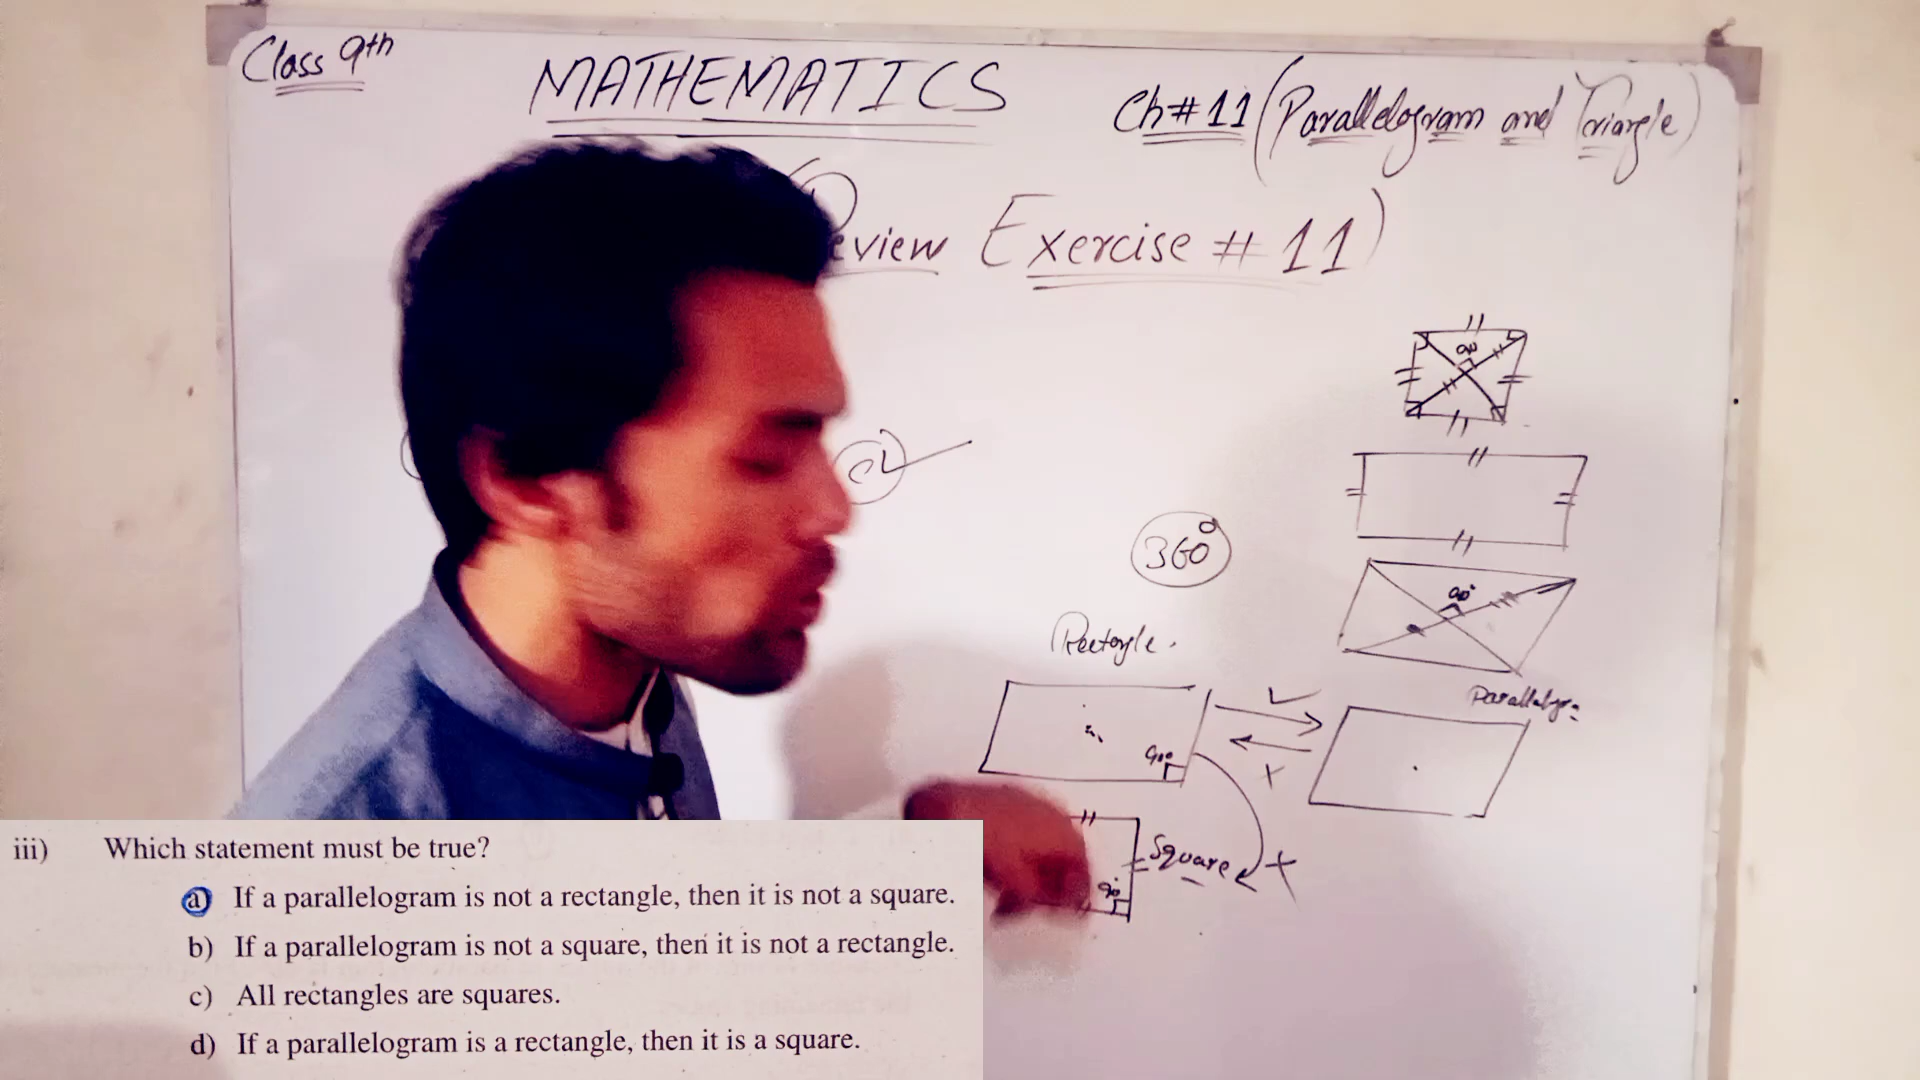 Class 9th
MATHEMATICS
Ch# 11 (Parallelogram and Triangle)
Review Exercise # 11)
90
360°
90°
Rectangle.
90°
Square
90°
iii) Which statement must be true?
a) If a parallelogram is not a rectangle, then it is not a square.
b) If a parallelogram is not a square, then it is not a rectangle.
c) All rectangles are squares.
d) If a parallelogram is a rectangle, then it is a square.